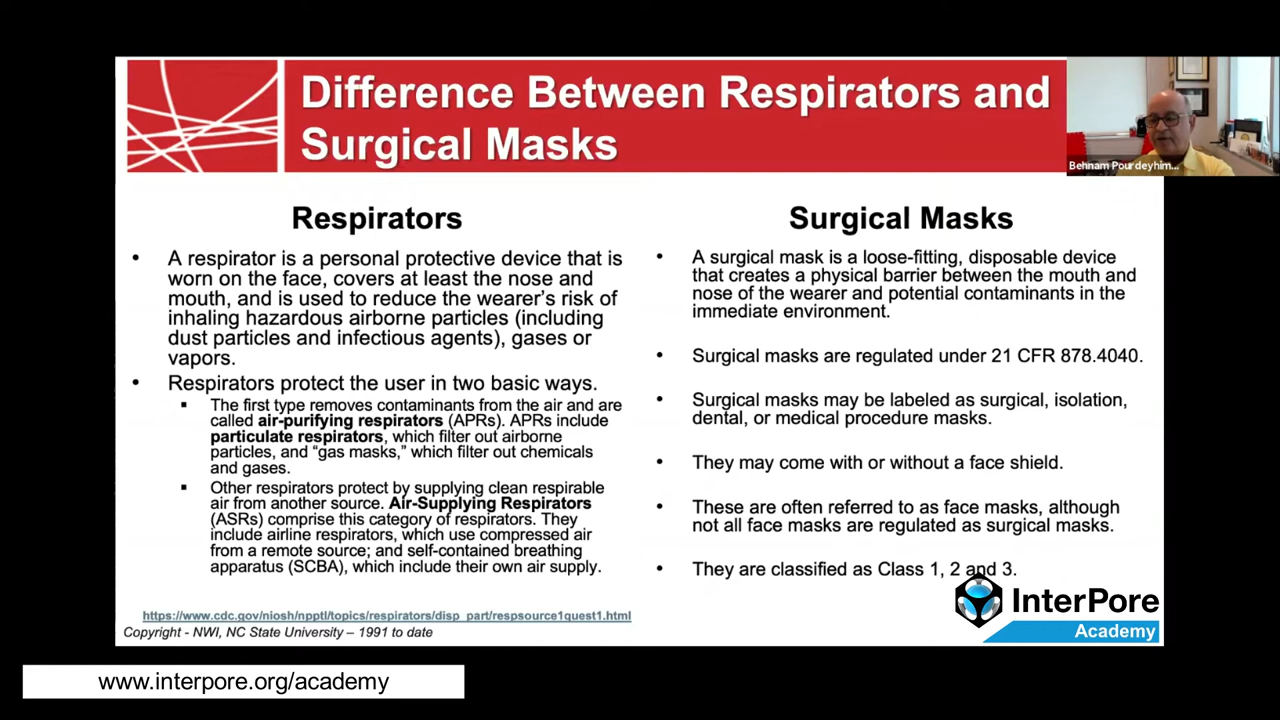 Difference Between Respirators and
Surgical Masks
Behnam Pourdeyhim...
Respirators
• A respirator is a personal protective device that is
worn on the face, covers at least the nose and
mouth, and is used to reduce the wearer's risk of
inhaling hazardous airborne particles (including
dust particles and infectious agents), gases or
vapors.
• Respirators protect the user in two basic ways.
▪ The first type removes contaminants from the air and are
called air-purifying respirators (APRs). APRs include
particulate respirators, which filter out airborne
particles, and “gas masks,” which filter out chemicals
and gases.
▪ Other respirators protect by supplying clean respirable
air from another source. Air-Supplying Respirators
(ASRs) comprise this category of respirators. They
include airline respirators, which use compressed air
from a remote source; and self-contained breathing
apparatus (SCBA), which include their own air supply.
https://www.cdc.gov/niosh/npptl/topics/respirators/disp_part/respsource1quest1.html
Copyright - NWI, NC State University – 1991 to date
Surgical Masks
• A surgical mask is a loose-fitting, disposable device
that creates a physical barrier between the mouth and
nose of the wearer and potential contaminants in the
immediate environment.
• Surgical masks are regulated under 21 CFR 878.4040.
• Surgical masks may be labeled as surgical, isolation,
dental, or medical procedure masks.
• They may come with or without a face shield.
• These are often referred to as face masks, although
not all face masks are regulated as surgical masks.
• They are classified as Class 1, 2 and 3.
InterPore
Academy
www.interpore.org/academy